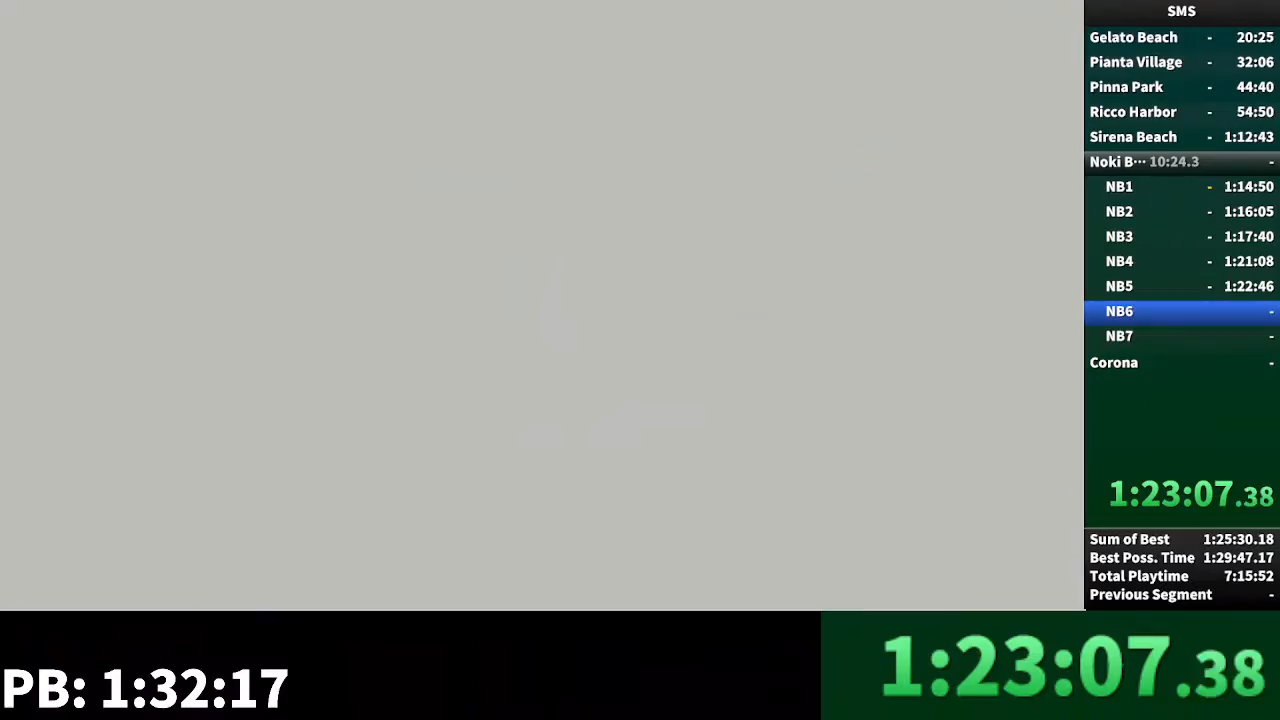 SMS
Gelato Beach - 20:25
Pianta Village - 32:06
Pinna Park - 44:40
Ricco Harbor - 54:50
Sirena Beach - 1:12:43
Noki B··· 10:24.3 -
NB1 - 1:14:50
NB2 - 1:16:05
NB3 - 1:17:40
NB4 - 1:21:08
NB5 - 1:22:46
NB6 -
NB7 -
Corona -
1:23:07.38
Sum of Best 1:25:30.18
Best Poss. Time 1:29:47.17
Total Playtime 7:15:52
Previous Segment -
PB: 1:32:17
1:23:07.38